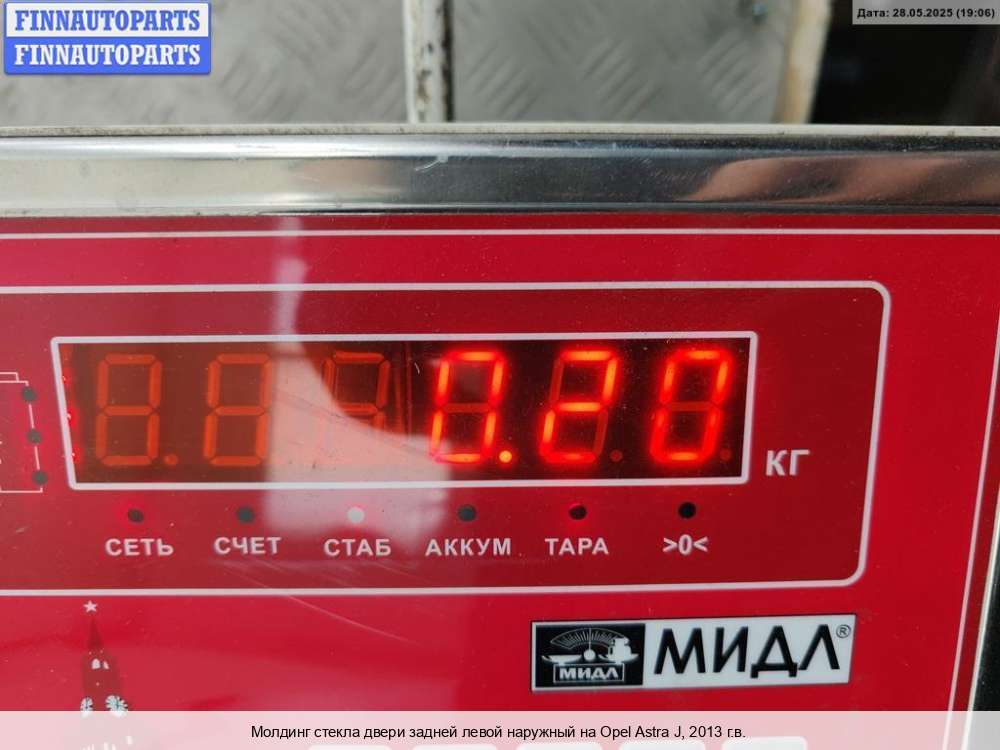 FINNAUTOPARTS
FINNAUTOPARTS
Дата: 28.05.2025 (19:06)
0.20
КГ
СЕТЬ СЧЕТ СТАБ АККУМ ТАРА >0<
МИДЛ МИДЛ®
Молдинг стекла двери задней левой наружный на Opel Astra J, 2013 г.в.